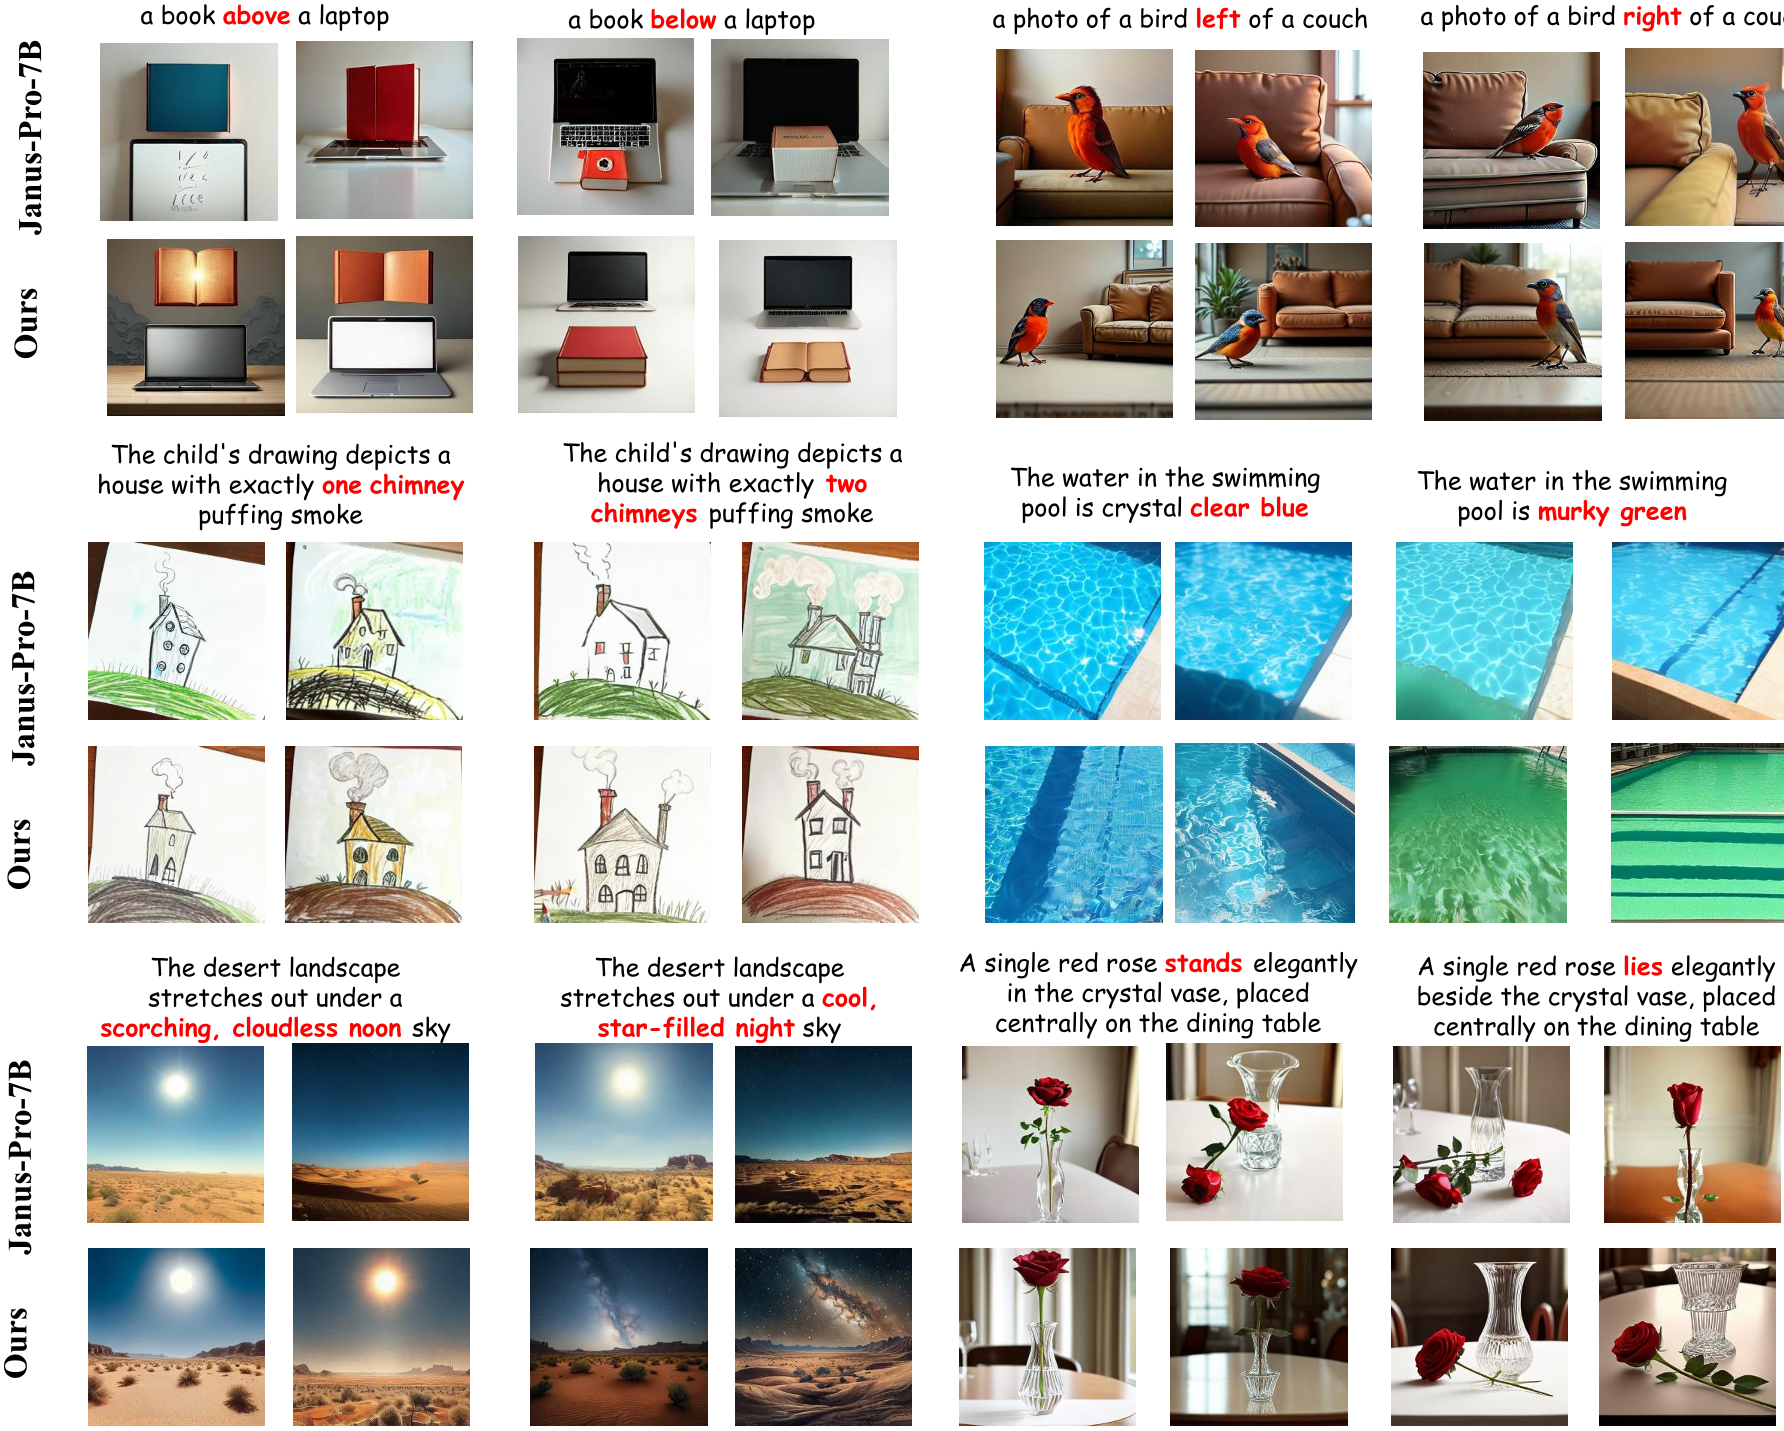 a book above a laptop
a book below a laptop
a photo of a bird left of a couch
a photo of a bird right of a
Janus-Pro-7B
Ours
The child's drawing depicts a
house with exactly one chimney
puffing smoke
The child's drawing depicts a
house with exactly two
chimneys puffing smoke
The water in the swimming
pool is crystal clear blue
The water in the swimming
pool is murky green
Janus-Pro-7B
Ours
The desert landscape
stretches out under a
scorching, cloudless noon sky
The desert landscape
stretches out under a cool,
star-filled night sky
A single red rose stands elegantly
in the crystal vase, placed
centrally on the dining table
A single red rose lies elegantly
beside the crystal vase, placed
centrally on the dining table
Janus-Pro-7B
Ours